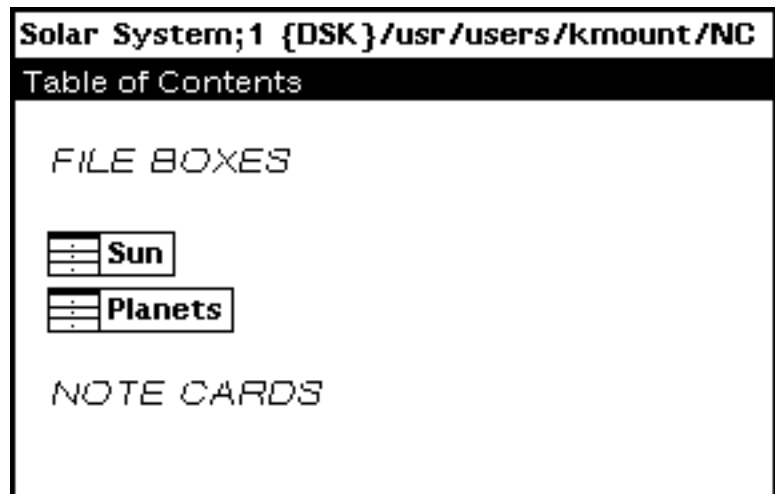 Solar System;1 {DSK}/usr/users/kmount/NC
Table of Contents
FILE BOXES
Sun
Planets
NOTE CARDS